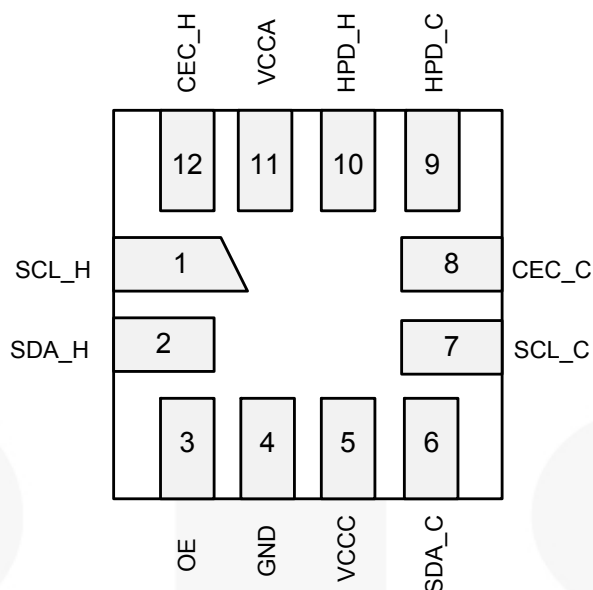 CEC_H VCCA HPD_H HPD_C
12 11 10 9
SCL_H 1 8 CEC_C
SDA_H 2 7 SCL_C
3 4 5 6
OE GND VCCC SDA_C